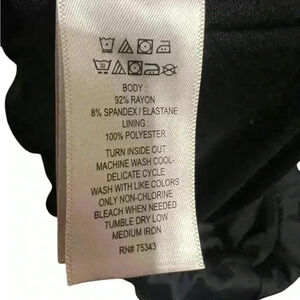 BODY:
92% RAYON
8% SPANDEX / ELASTANE
LINING:
100% POLYESTER
TURN INSIDE OUT
MACHINE WASH COOL-
DELICATE CYCLE
WASH WITH LIKE COLORS
ONLY NON-CHLORINE
BLEACH WHEN NEEDED
TUMBLE DRY LOW
MEDIUM IRON
RN# 75343